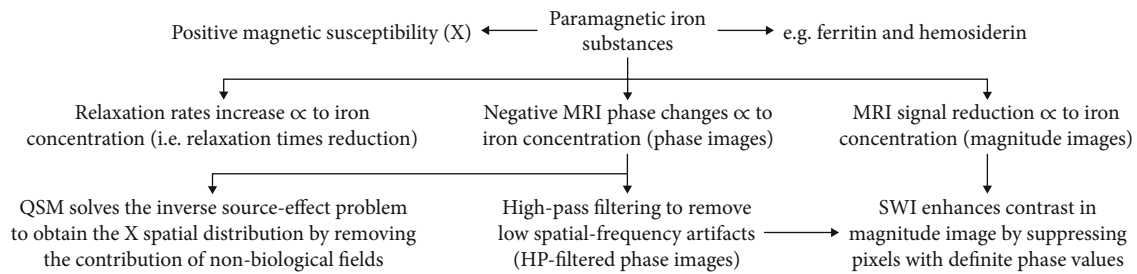 Positive magnetic susceptibility (X)
Paramagnetic iron
substances
e.g. ferritin and hemosiderin
Relaxation rates increase ∝ to iron
concentration (i.e. relaxation times reduction)
Negative MRI phase changes ∝ to
iron concentration (phase images)
MRI signal reduction ∝ to iron
concentration (magnitude images)
QSM solves the inverse source-effect problem
to obtain the X spatial distribution by removing
the contribution of non-biological fields
High-pass filtering to remove
low spatial-frequency artifacts
(HP-filtered phase images)
SWI enhances contrast in
magnitude image by suppressing
pixels with definite phase values